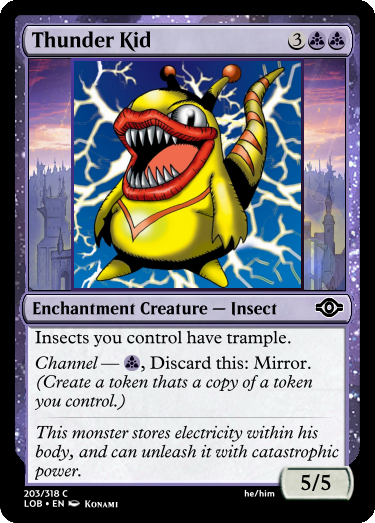 Thunder Kid 3
Enchantment Creature — Insect
Insects you control have trample.
Channel — , Discard this: Mirror.
(Create a token thats a copy of a token
you control.)
This monster stores electricity within his
body, and can unleash it with catastrophic
power.
5/5
203/318 C he/him
LOB • EN Konami